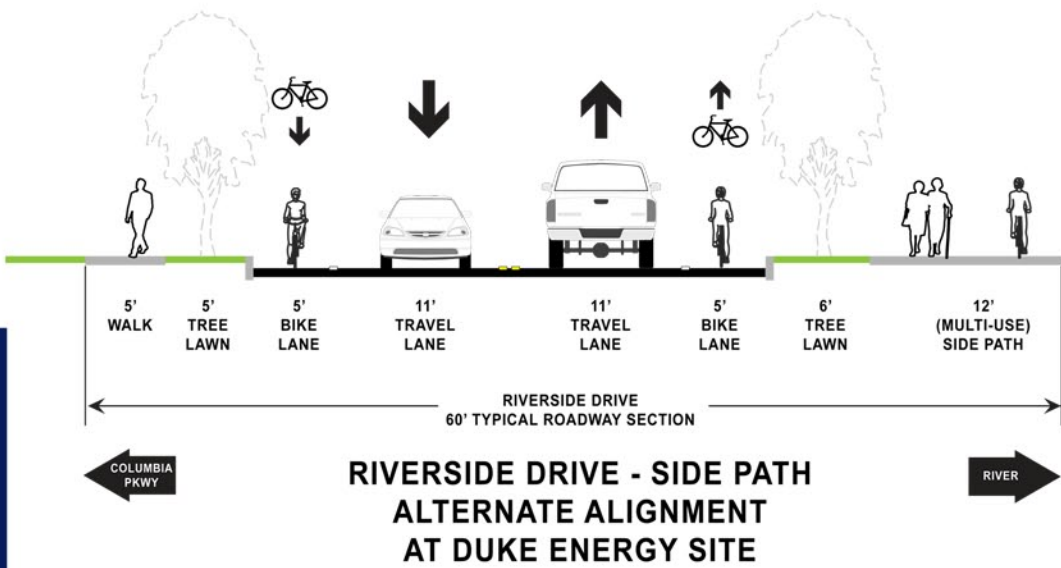 5'
WALK
5'
TREE
LAWN
5'
BIKE
LANE
11'
TRAVEL
LANE
11'
TRAVEL
LANE
5'
BIKE
LANE
6'
TREE
LAWN
12'
(MULTI-USE)
SIDE PATH
RIVERSIDE DRIVE
60' TYPICAL ROADWAY SECTION
COLUMBIA
PKWY
RIVER
RIVERSIDE DRIVE - SIDE PATH
ALTERNATE ALIGNMENT
AT DUKE ENERGY SITE